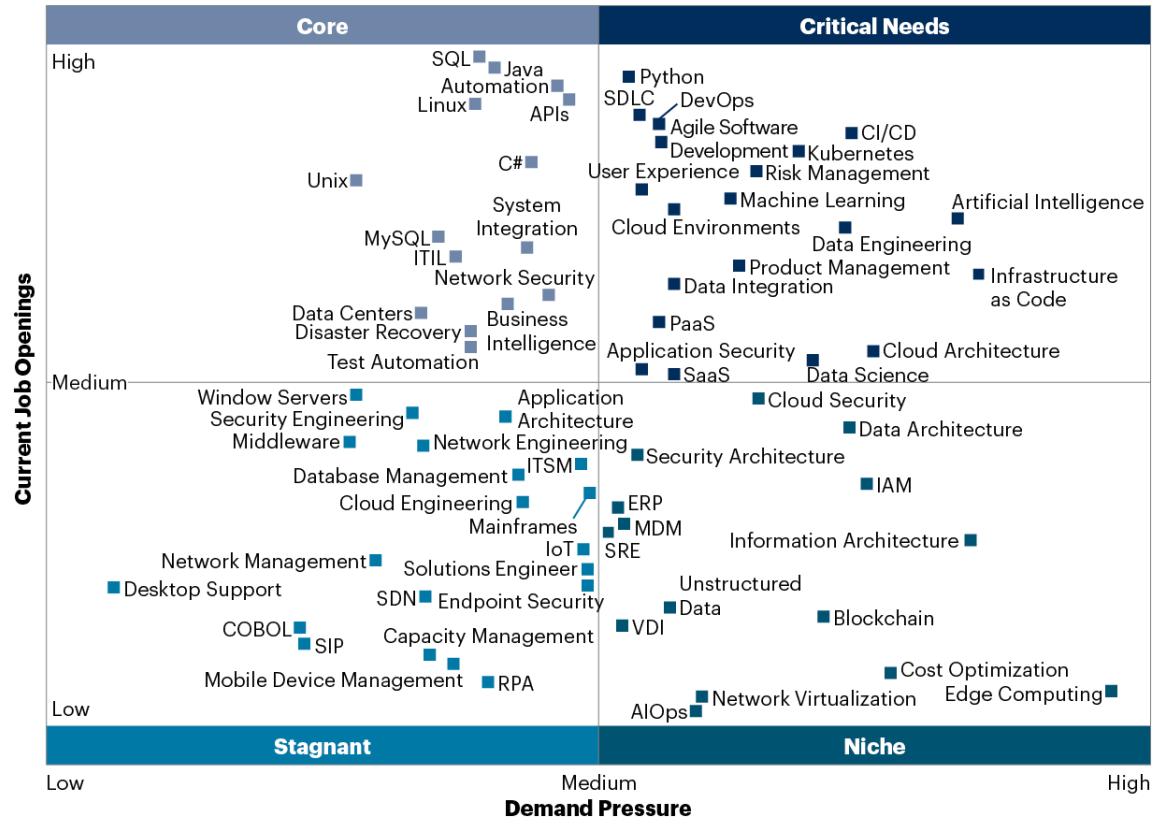 Core
Critical Needs
High
SQL
Java
Automation
Linux
APIs
C#
Unix
System
Integration
MySQL
ITIL
Network Security
Data Centers
Business
Intelligence
Disaster Recovery
Test Automation
Python
SDLC
DevOps
Agile Software
Development
CI/CD
Kubernetes
User Experience
Risk Management
Machine Learning
Artificial Intelligence
Cloud Environments
Data Engineering
Product Management
Infrastructure
as Code
Data Integration
PaaS
Application Security
Cloud Architecture
SaaS
Data Science
Current Job Openings
Medium
Window Servers
Application
Architecture
Security Engineering
Middleware
Network Engineering
ITSM
Database Management
Cloud Engineering
Mainframes
IoT
Network Management
Solutions Engineer
Desktop Support
SDN
Endpoint Security
COBOL
SIP
Capacity Management
Mobile Device Management
RPA
Cloud Security
Data Architecture
Security Architecture
IAM
ERP
MDM
SRE
Information Architecture
Unstructured
Data
Blockchain
VDI
Cost Optimization
Edge Computing
Network Virtualization
AIOps
Low
Stagnant
Niche
Low
Medium
High
Demand Pressure